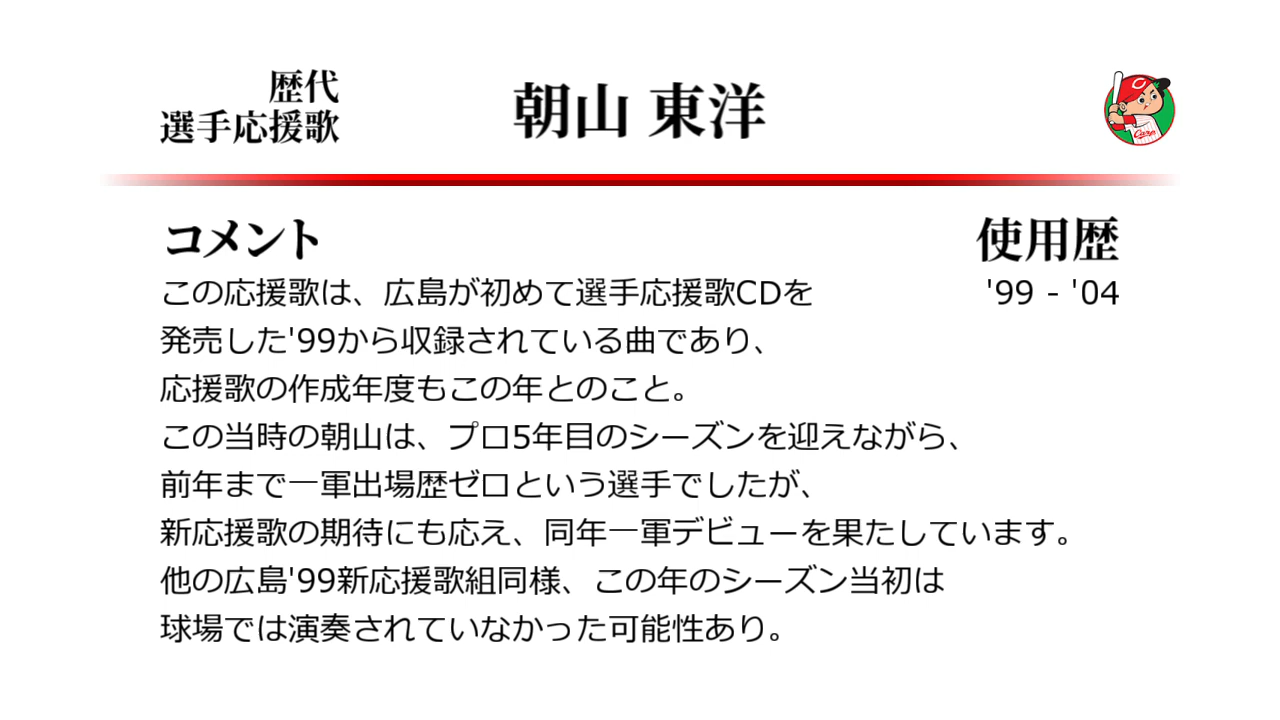 歴代
選手応援歌
朝山 東洋
コメント
使用歴
'99 - '04
この応援歌は、広島が初めて選手応援歌CDを
発売した'99から収録されている曲であり、
応援歌の作成年度もこの年とのこと。
この当時の朝山は、プロ5年目のシーズンを迎えながら、
前年まで一軍出場歴ゼロという選手でしたが、
新応援歌の期待にも応え、同年一軍デビューを果たしています。
他の広島'99新応援歌組同様、この年のシーズン当初は
球場では演奏されていなかった可能性あり。
C
Carp